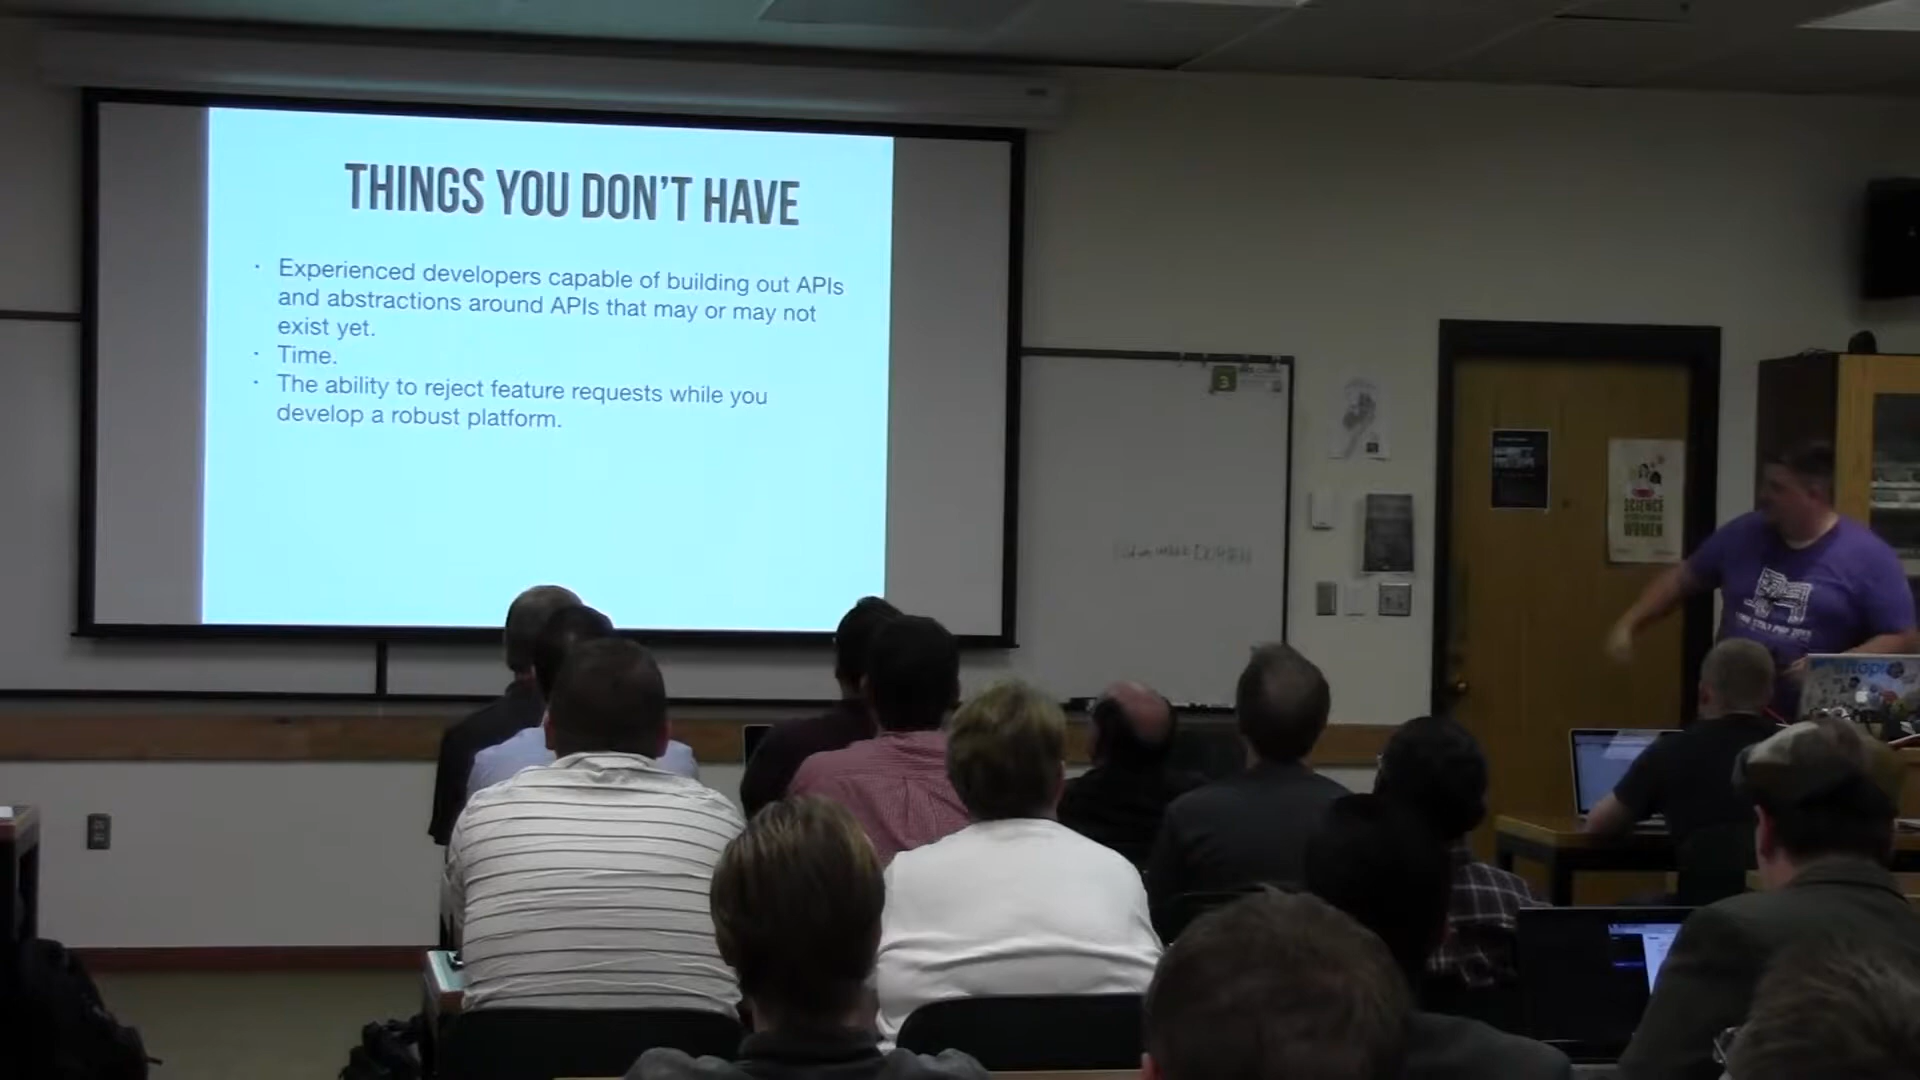 THINGS YOU DON'T HAVE
· Experienced developers capable of building out APIs
and abstractions around APIs that may or may not
exist yet.
· Time.
· The ability to reject feature requests while you
develop a robust platform.
3
SCIENCE
WOMEN